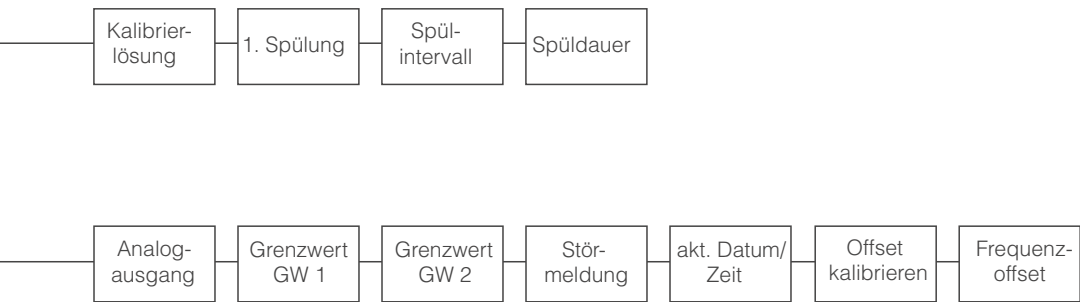 Kalibrier-
lösung
1. Spülung
Spül-
intervall
Spüldauer
Analog-
ausgang
Grenzwert
GW 1
Grenzwert
GW 2
Stör-
meldung
akt. Datum/
Zeit
Offset
kalibrieren
Frequenz-
offset